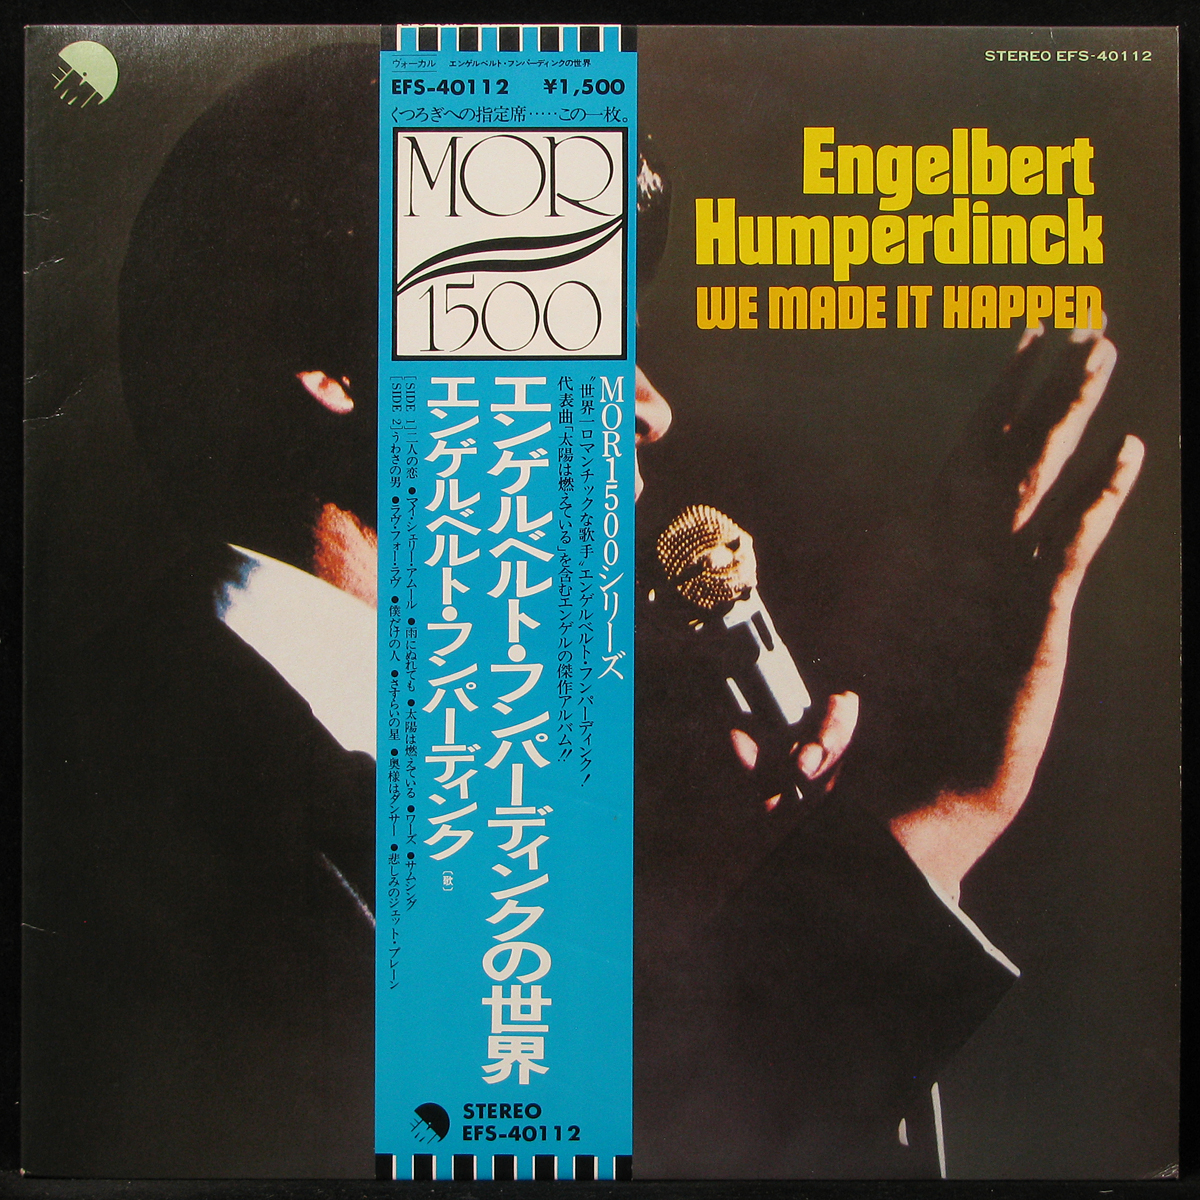 EMI
STEREO EFS-40112
Engelbert
Humperdinck
WE MADE IT HAPPEN
ヴォーカル エンゲルベルト・フンパーディンクの世界
EFS-40112 ¥1,500
くつろぎへの指定席……この一枚。
MOR
1500
MOR1500シリーズ
"世界一ロマンチックな歌手"エンゲルベルト・フンパーディンク!
代表曲「太陽は燃えている」を含むエンゲルの傑作アルバム!!
エンゲルベルト・フンパーディンクの世界
エンゲルベルト・フンパーディンク〔歌〕
[SIDE 1]二人の恋 ●マイ・シェリー・アムール ●雨にぬれても ●太陽は燃えている ●ワーズ ●サムシング
[SIDE 2]うわさの男 ●ラヴ・フォー・ラヴ ●僕だけの人 ●さすらいの星 ●奥様はダンサー ●悲しみのジェット・プレーン
EMI
STEREO
EFS-40112